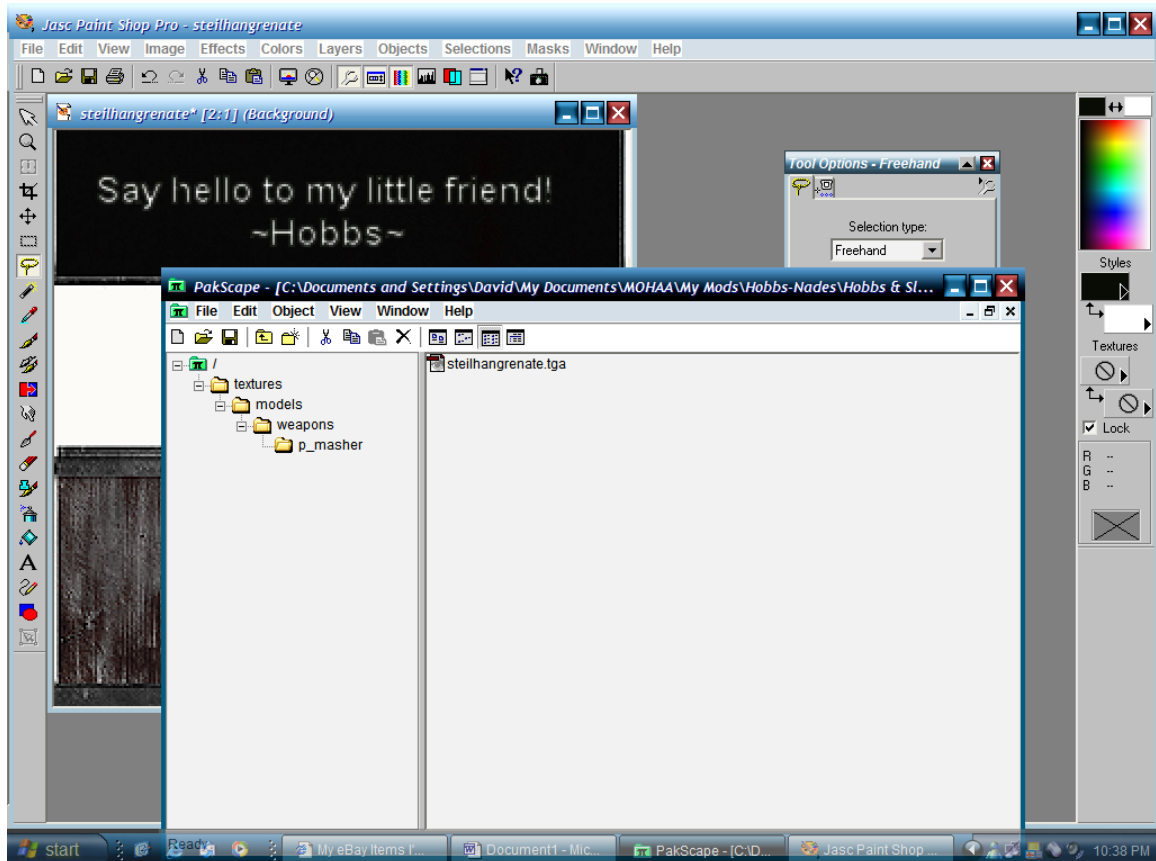 Jasc Paint Shop Pro - steilhangrenate
File Edit View Image Effects Colors Layers Objects Selections Masks Window Help
steilhangrenate* [2:1] (Background)
Say hello to my little friend!
~Hobbs~
Tool Options - Freehand
Selection type:
Freehand
Styles
Textures
Lock
R --
G --
B --
PakScape - [C:\Documents and Settings\David\My Documents\MOHAA\My Mods\Hobbs-Nades\Hobbs & Sl...
File Edit Object View Window Help
/
textures
models
weapons
p_masher
steilhangrenate.tga
Ready
start
My eBay Items I'...
Document1 - Mic...
PakScape - [C:\D...
Jasc Paint Shop ...
10:38 PM